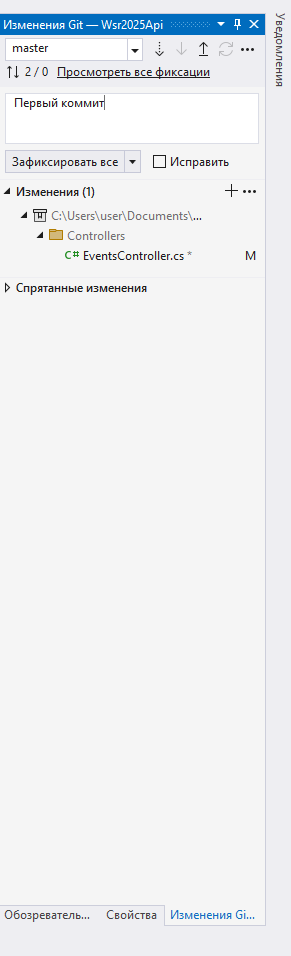 Изменения Git — Wsr2025Api
Уведомления
master
2 / 0 Просмотреть все фиксации
Первый коммит
Зафиксировать все
Исправить
Изменения (1)
C:\Users\user\Documents\...
Controllers
C# EventsController.cs * M
Спрятанные изменения
Обозреватель... Свойства Изменения Gi...